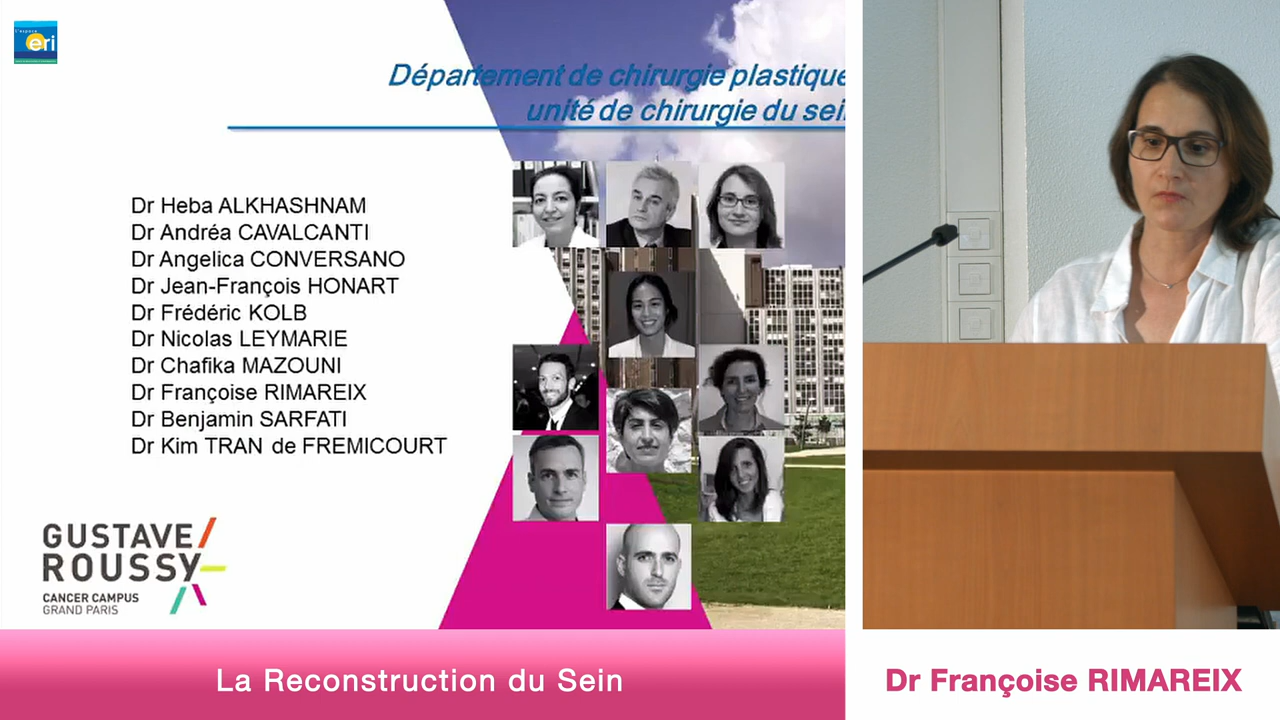 l'espace
eri
Département de chirurgie plastique
unité de chirurgie du sei
Dr Heba ALKHASHNAM
Dr Andréa CAVALCANTI
Dr Angelica CONVERSANO
Dr Jean-François HONART
Dr Frédéric KOLB
Dr Nicolas LEYMARIE
Dr Chafika MAZOUNI
Dr Françoise RIMAREIX
Dr Benjamin SARFATI
Dr Kim TRAN de FREMICOURT
GUSTAVE
ROUSSY
CANCER CAMPUS
GRAND PARIS
La Reconstruction du Sein
Dr Françoise RIMAREIX